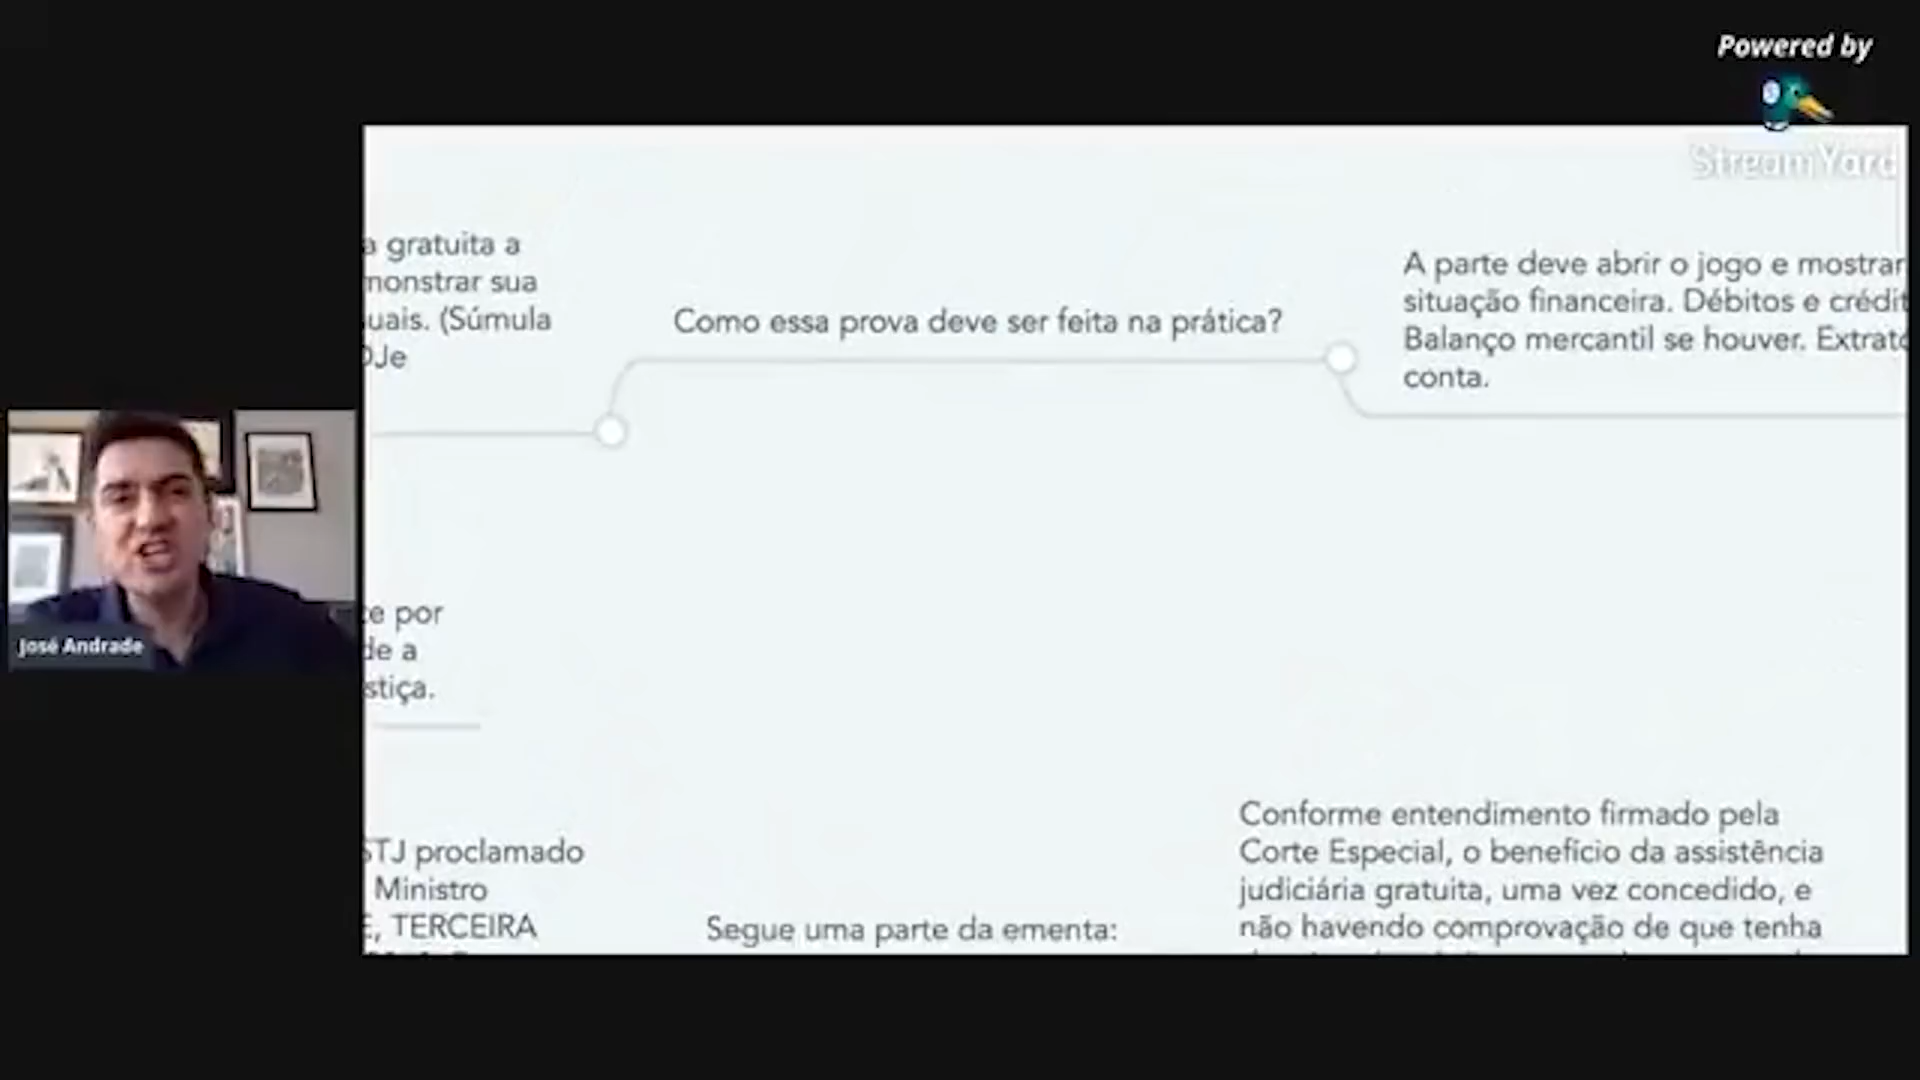 Powered by
StreamYard
a gratuita a
monstrar sua
uais. (Súmula
DJe
Como essa prova deve ser feita na prática?
A parte deve abrir o jogo e mostrar
situação financeira. Débitos e crédit
Balanço mercantil se houver. Extrato
conta.
José Andrade
te por
de a
stiça.
STJ proclamado
Ministro
E, TERCEIRA
Segue uma parte da ementa:
Conforme entendimento firmado pela
Corte Especial, o benefício da assistência
judiciária gratuita, uma vez concedido, e
não havendo comprovação de que tenha